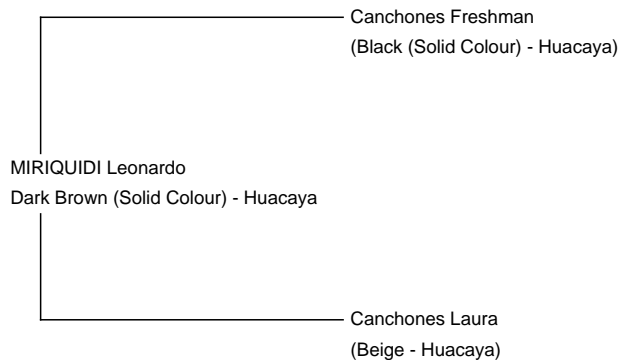 Canchones Freshman
(Black (Solid Colour) - Huacaya)
MIRIQUIDI Leonardo
Dark Brown (Solid Colour) - Huacaya
Canchones Laura
(Beige - Huacaya)